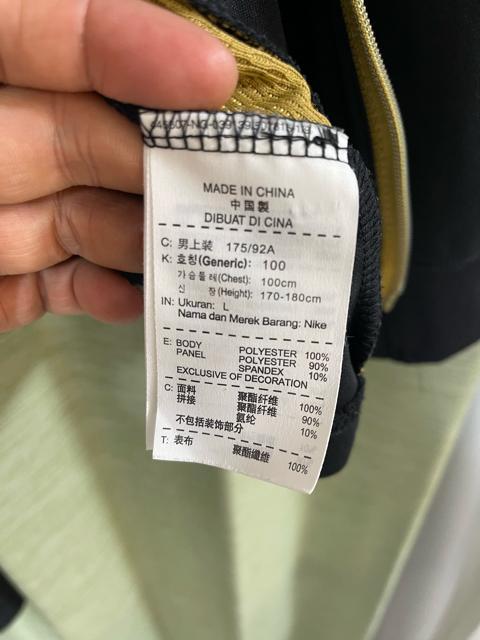 MADE IN CHINA
中国製
DIBUAT DI CINA
C: 男上装 175/92A
K: 호칭(Generic): 100
가슴둘레(Chest): 100cm
신 장(Height): 170-180cm
IN: Ukuran: L
Nama dan Merek Barang: Nike
E: BODY POLYESTER 100%
PANEL POLYESTER 90%
SPANDEX 10%
EXCLUSIVE OF DECORATION
C: 面料 聚酯纤维 100%
拼接 聚酯纤维 90%
氨纶 10%
不包括装饰部分
T: 表布 聚酯纖維 100%